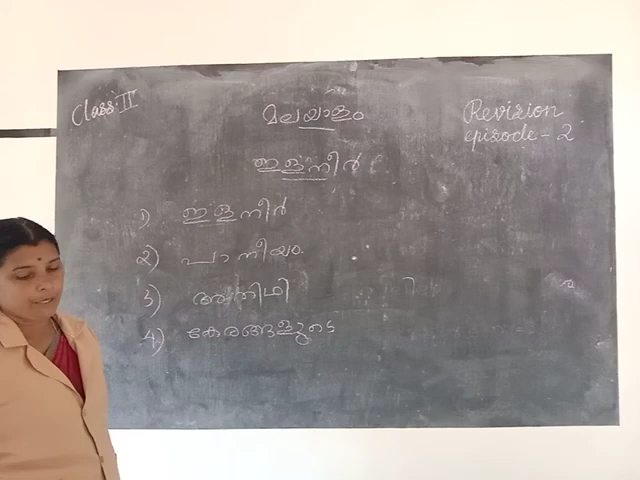 Class: II
മലയാളം
Revision
episode - 2
ഇളനീർ
1) ഇളനീർ
2) പാനീയം.
3) അതിഥി
4) കേരങ്ങളുടെ